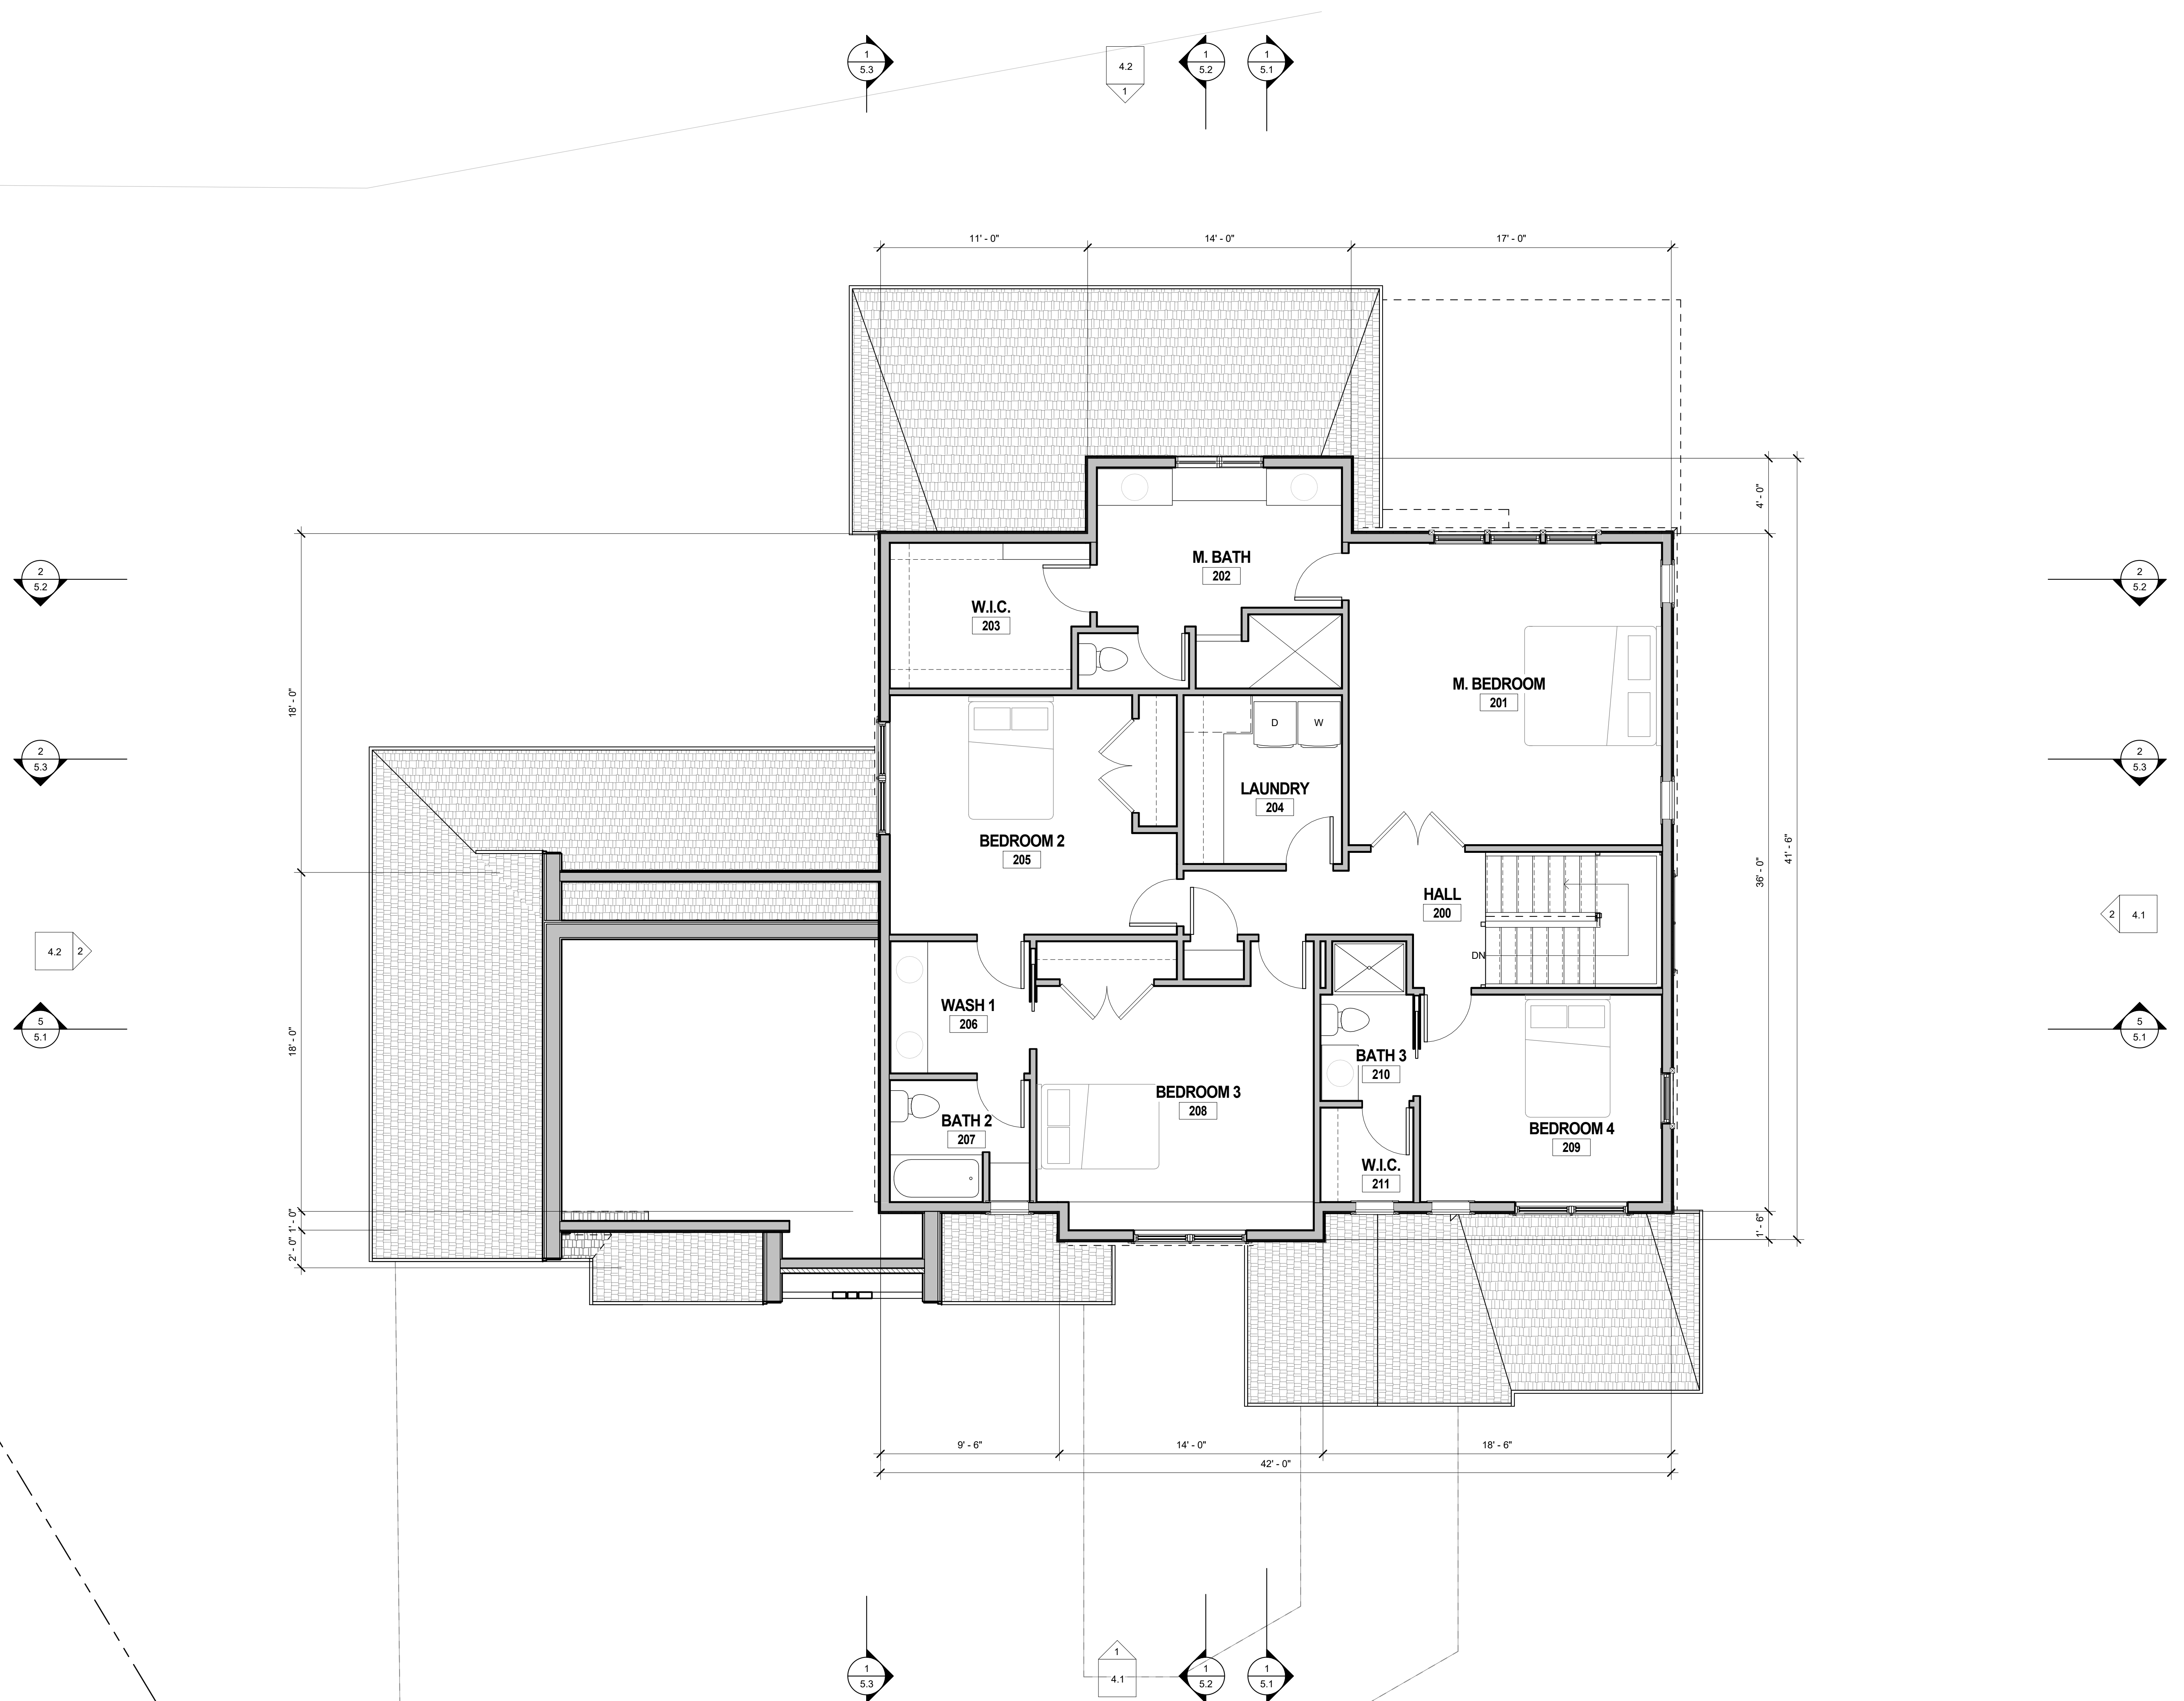 1
5.3
4.2
1
1
5.2
1
5.1
11' - 0"
14' - 0"
17' - 0"
4' - 0"
2
5.2
M. BATH
202
2
5.2
W.I.C.
203
18' - 0"
M. BEDROOM
201
D
W
2
5.3
2
5.3
LAUNDRY
204
BEDROOM 2
205
41' - 6"
36' - 0"
HALL
200
2
4.1
4.2
2
DN
WASH 1
206
5
5.1
5
5.1
18' - 0"
BATH 3
210
BEDROOM 3
208
BATH 2
207
BEDROOM 4
209
W.I.C.
211
1' - 0"
2' - 0"
1' - 6"
9' - 6"
14' - 0"
18' - 6"
42' - 0"
1
5.3
1
4.1
1
5.2
1
5.1